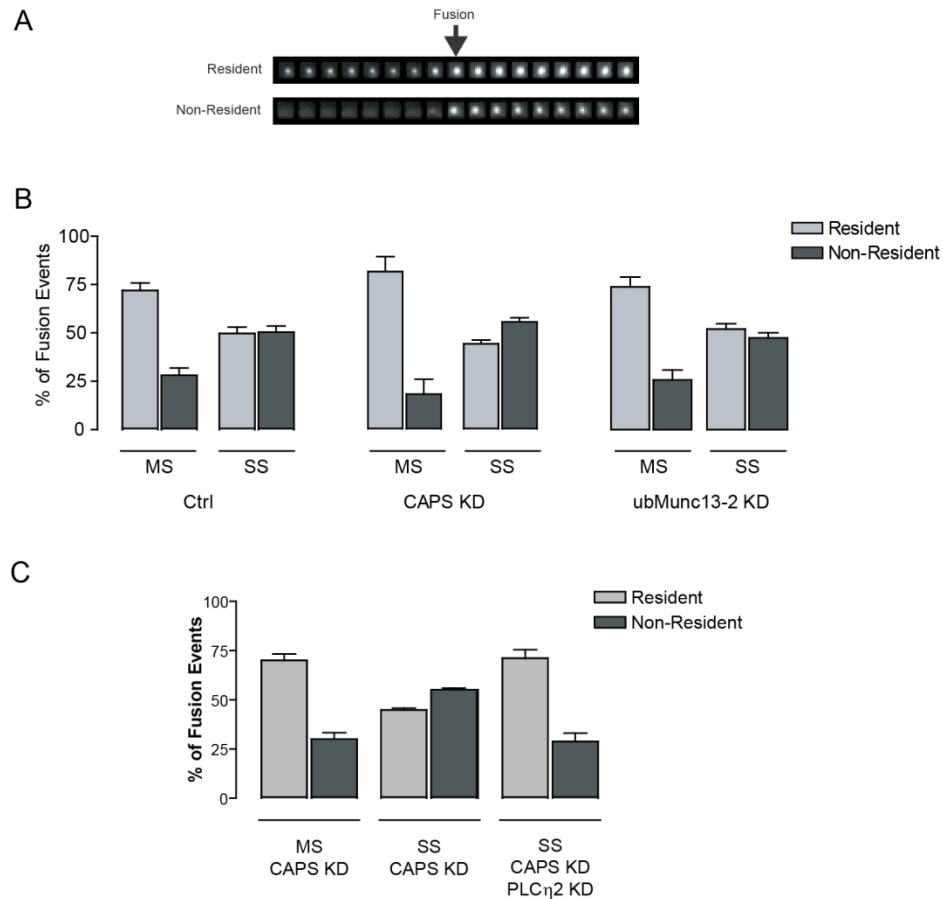 A
Fusion
Resident
Non-Resident
B
Resident
Non-Resident
% of Fusion Events
100
75
50
25
0
MS SS MS SS MS SS
Ctrl CAPS KD ubMunc13-2 KD
C
Resident
Non-Resident
% of Fusion Events
100
75
50
25
0
MS SS SS
CAPS KD CAPS KD CAPS KD
PLCη2 KD